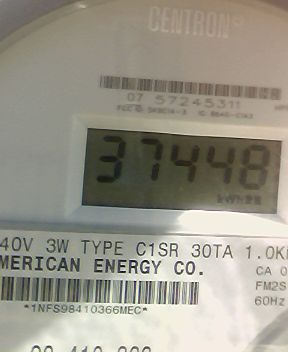 CENTRON®
07 57245311
37448
kWH
40V 3W TYPE C1SR 30TA 1.0K
MERICAN ENERGY CO.
CA 0
FM2S
60Hz
*1NFS98410366MEC*